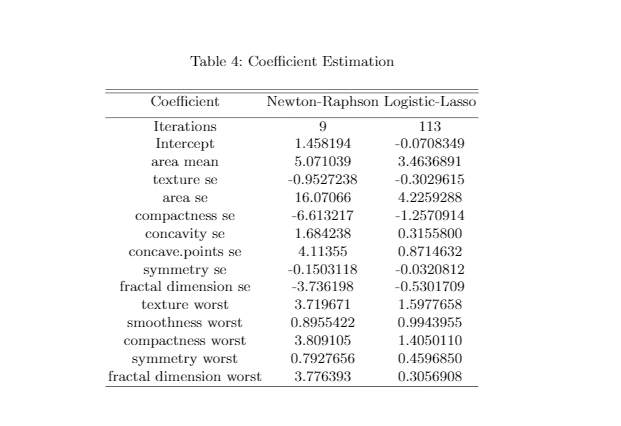 Table 4: Coefficient Estimation
Coefficient Newton-Raphson Logistic-Lasso
Iterations 9 113
Intercept 1.458194 -0.0708349
area mean 5.071039 3.4636891
texture se -0.9527238 -0.3029615
area se 16.07066 4.2259288
compactness se -6.613217 -1.2570914
concavity se 1.684238 0.3155800
concave.points se 4.11355 0.8714632
symmetry se -0.1503118 -0.0320812
fractal dimension se -3.736198 -0.5301709
texture worst 3.719671 1.5977658
smoothness worst 0.8955422 0.9943955
compactness worst 3.809105 1.4050110
symmetry worst 0.7927656 0.4596850
fractal dimension worst 3.776393 0.3056908